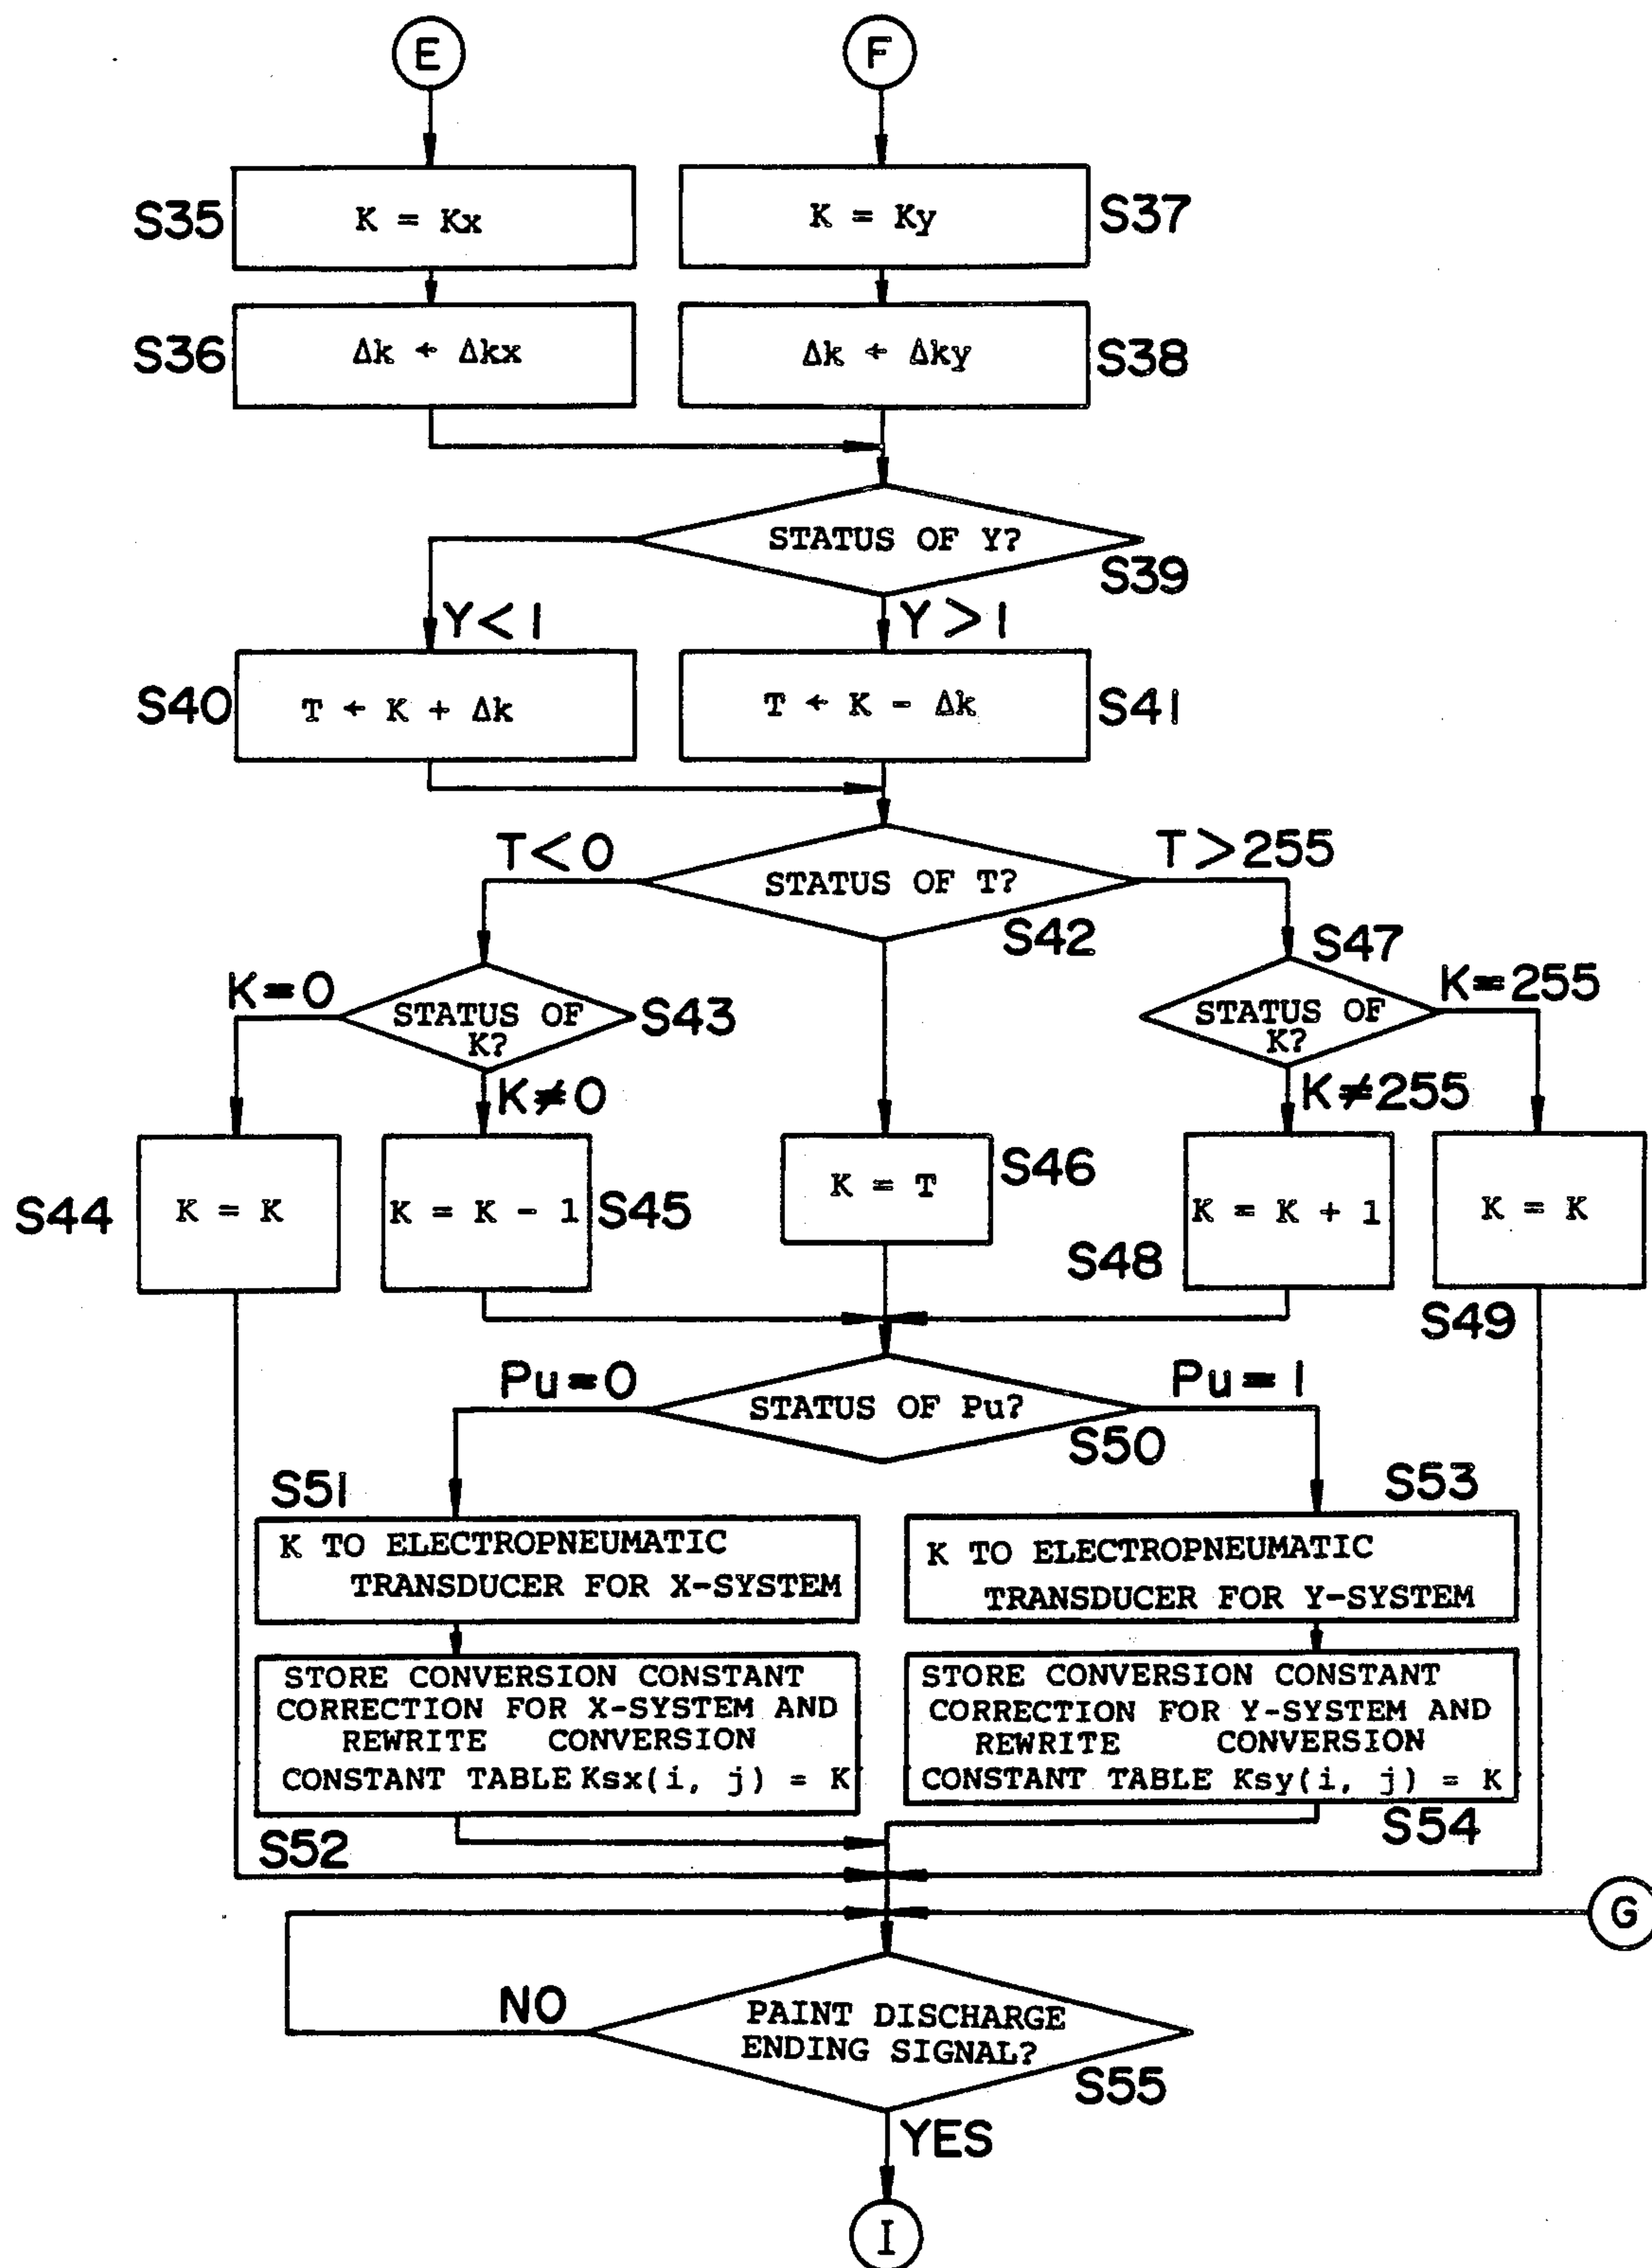 E
F
S35
K = Kx
K = Ky
S37
S36
Δk ← Δkx
Δk ← Δky
S38
STATUS OF Y?
S39
Y<1
Y>1
S40
T ← K + Δk
T ← K - Δk
S41
T<0
T>255
STATUS OF T?
S42
S47
K=0
K=255
STATUS OF
K?
S43
STATUS OF
K?
K≠0
K≠255
S44
K = K
K = K - 1
S45
K = T
S46
K = K + 1
S48
K = K
S49
Pu=0
Pu=1
STATUS OF Pu?
S50
S51
S53
K TO ELECTROPNEUMATIC
TRANSDUCER FOR X-SYSTEM
K TO ELECTROPNEUMATIC
TRANSDUCER FOR Y-SYSTEM
STORE CONVERSION CONSTANT
CORRECTION FOR X-SYSTEM AND
REWRITE CONVERSION
CONSTANT TABLE Ksx(i, j) = K
STORE CONVERSION CONSTANT
CORRECTION FOR Y-SYSTEM AND
REWRITE CONVERSION
CONSTANT TABLE Ksy(i, j) = K
S52
S54
G
NO
PAINT DISCHARGE
ENDING SIGNAL?
S55
YES
I